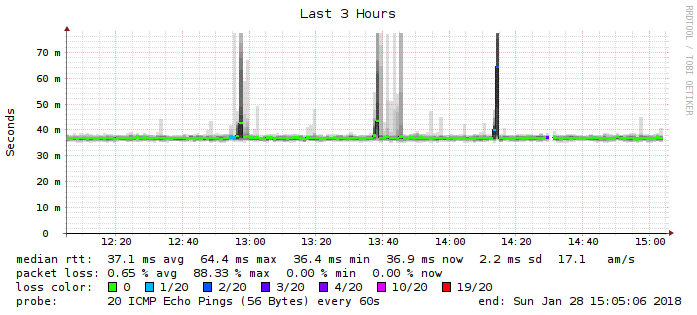 Last 3 Hours
RRDTOOL / TOBI OETIKER
Seconds
70 m
60 m
50 m
40 m
30 m
20 m
10 m
0
12:20 12:40 13:00 13:20 13:40 14:00 14:20 14:40 15:00
median rtt: 37.1 ms avg 64.4 ms max 36.4 ms min 36.9 ms now 2.2 ms sd 17.1 am/s
packet loss: 0.65 % avg 88.33 % max 0.00 % min 0.00 % now
loss color: 0 1/20 2/20 3/20 4/20 10/20 19/20
probe: 20 ICMP Echo Pings (56 Bytes) every 60s end: Sun Jan 28 15:05:06 2018